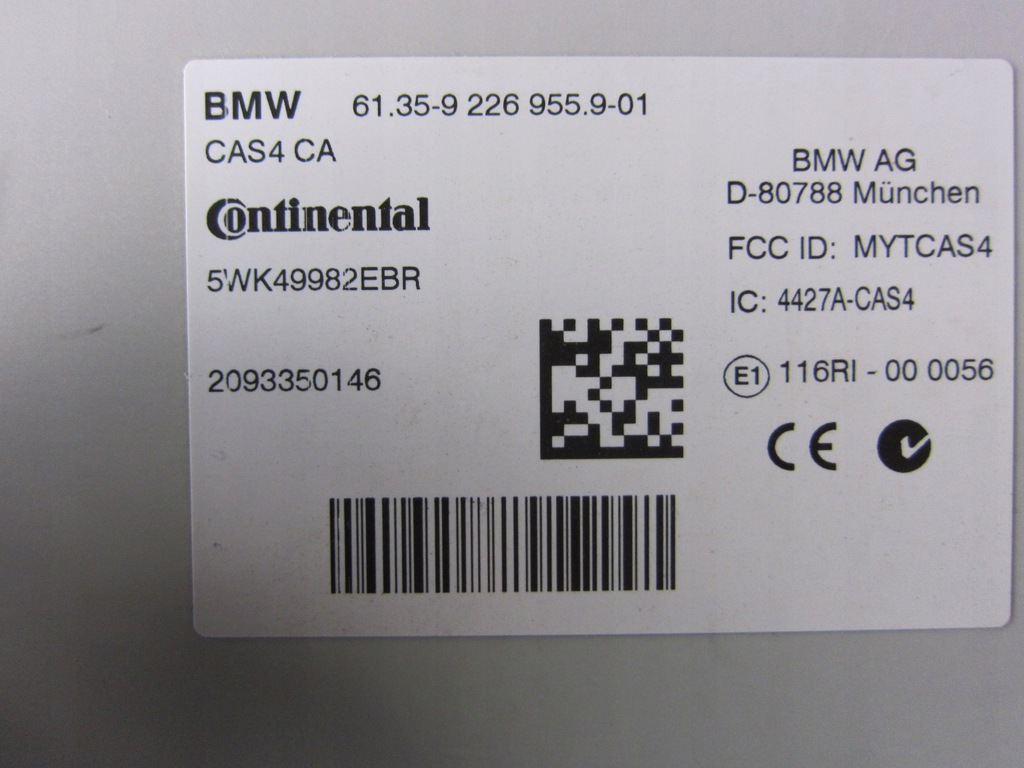 BMW 61.35-9 226 955.9-01
CAS4 CA
Continental
5WK49982EBR
2093350146
BMW AG
D-80788 München
FCC ID: MYTCAS4
IC: 4427A-CAS4
E1 116RI - 00 0056
CE